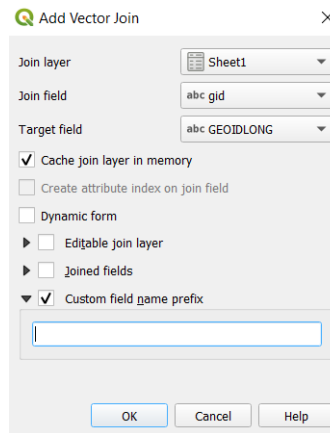 Add Vector Join
Join layer Sheet1
Join field abc gid
Target field abc GEOIDLONG
Cache join layer in memory
Create attribute index on join field
Dynamic form
Editable join layer
Joined fields
Custom field name prefix
OK Cancel Help